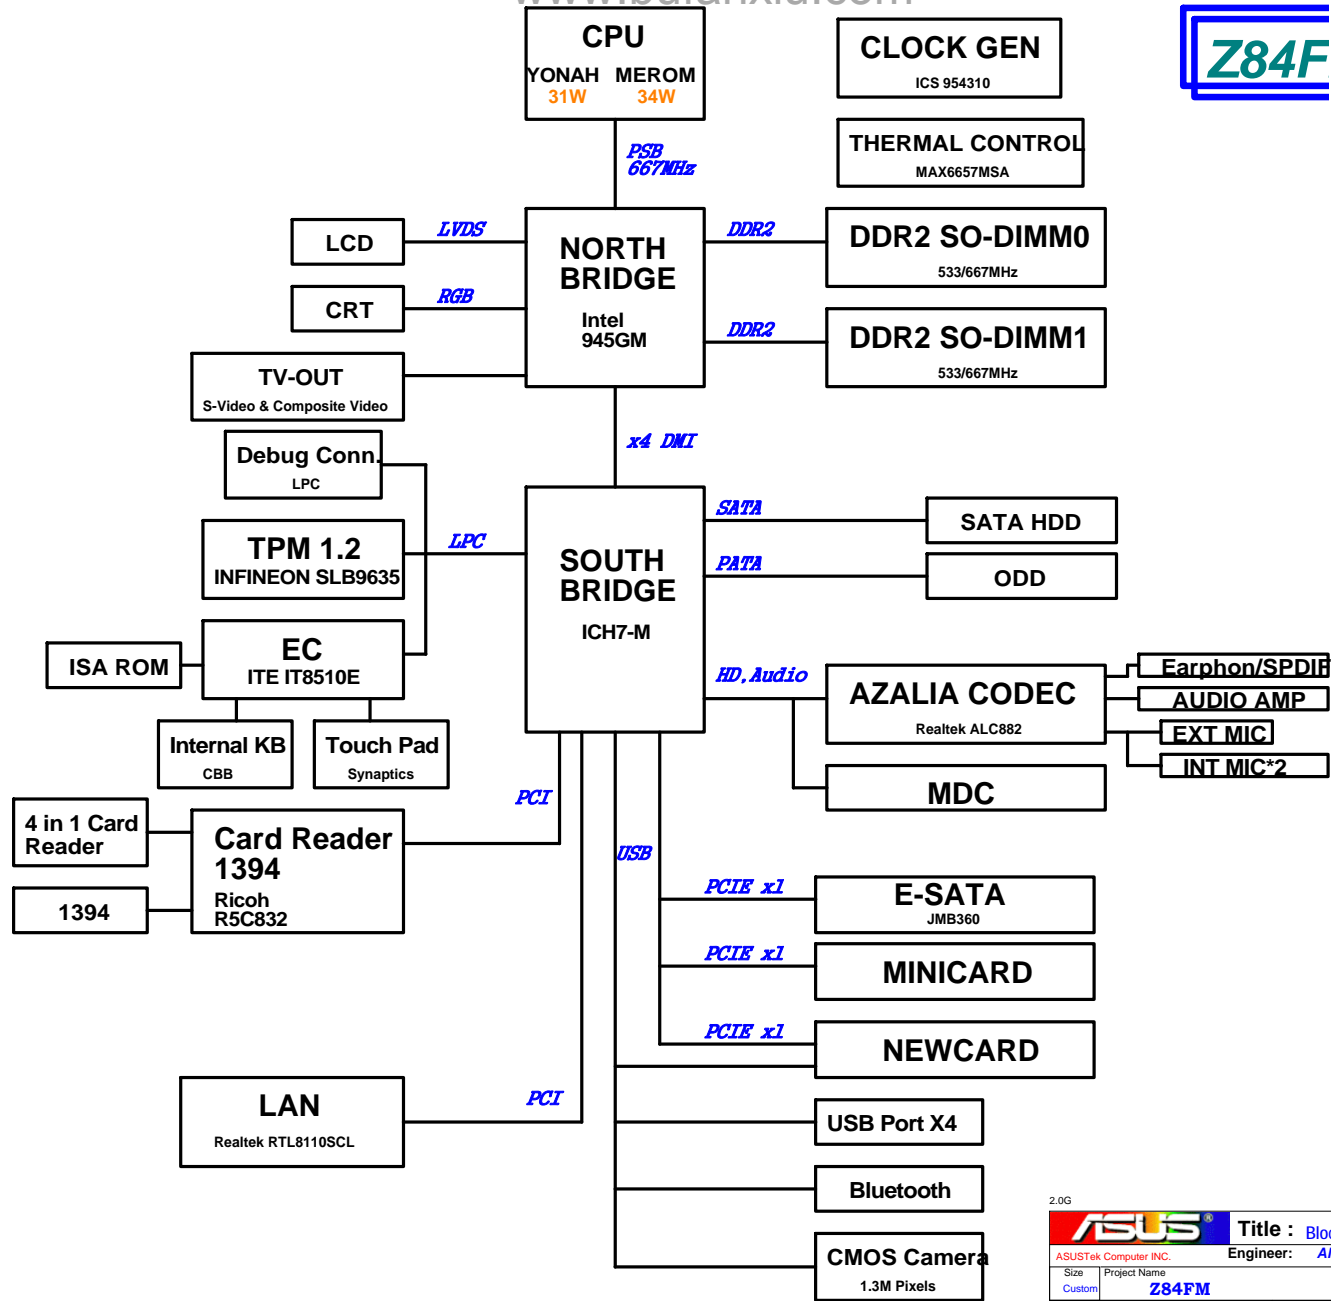 CPU
YONAH MEROM
31W 34W
CLOCK GEN
ICS 954310
THERMAL CONTROL
MAX6657MSA
PSB
667MHz
LCD
LVDS
CRT
RGB
TV-OUT
S-Video & Composite Video
NORTH
BRIDGE
Intel
945GM
DDR2
DDR2 SO-DIMM0
533/667MHz
DDR2
DDR2 SO-DIMM1
533/667MHz
x4 DMI
Debug Conn.
LPC
TPM 1.2
INFINEON SLB9635
LPC
EC
ITE IT8510E
ISA ROM
Internal KB
CBB
Touch Pad
Synaptics
SOUTH
BRIDGE
ICH7-M
SATA
SATA HDD
PATA
ODD
HD,Audio
AZALIA CODEC
Realtek ALC882
Earphon/SPDIF
AUDIO AMP
EXT MIC
INT MIC*2
MDC
PCI
4 in 1 Card
Reader
1394
Card Reader
1394
Ricoh
R5C832
USB
PCIE x1
E-SATA
JMB360
PCIE x1
MINICARD
PCIE x1
NEWCARD
LAN
Realtek RTL8110SCL
PCI
USB Port X4
Bluetooth
CMOS Camera
1.3M Pixels
2.0G
ASUS®
Title :
ASUSTek Computer INC.
Engineer:
Size Project Name
Custom Z84FM